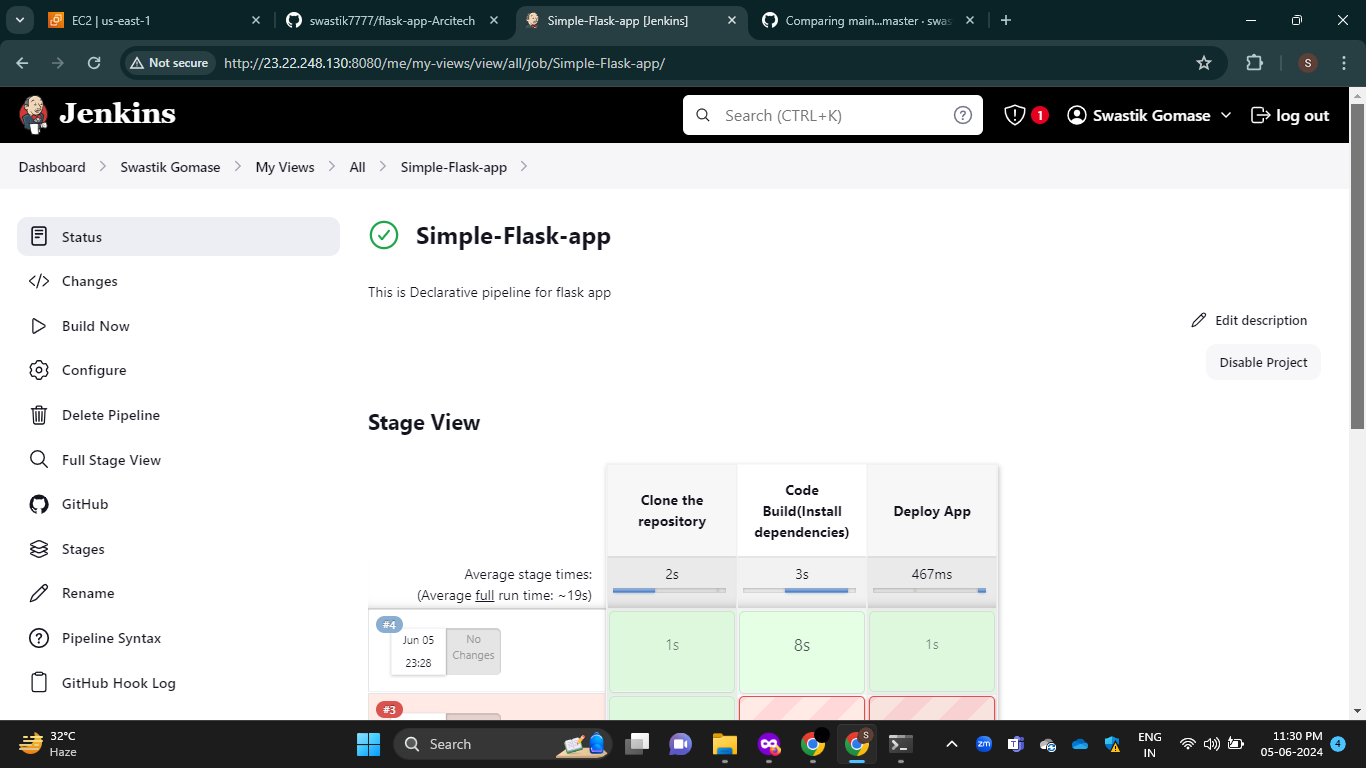 EC2 | us-east-1
swastik7777/flask-app-Arcitech
Simple-Flask-app [Jenkins]
Comparing main...master · swas
Not secure
http://23.22.248.130:8080/me/my-views/view/all/job/Simple-Flask-app/
S
Jenkins
Search (CTRL+K)
1
Swastik Gomase
log out
Dashboard
Swastik Gomase
My Views
All
Simple-Flask-app
Status
Changes
Build Now
Configure
Delete Pipeline
Full Stage View
GitHub
Stages
Rename
Pipeline Syntax
GitHub Hook Log
Simple-Flask-app
This is Declarative pipeline for flask app
Edit description
Disable Project
Stage View
Clone the
repository
Code
Build(Install
dependencies)
Deploy App
Average stage times:
(Average full run time: ~19s)
2s
3s
467ms
#4
Jun 05
23:28
No
Changes
1s
8s
1s
#3
32°C
Haze
Search
S
zm
ENG
IN
11:30 PM
05-06-2024
4